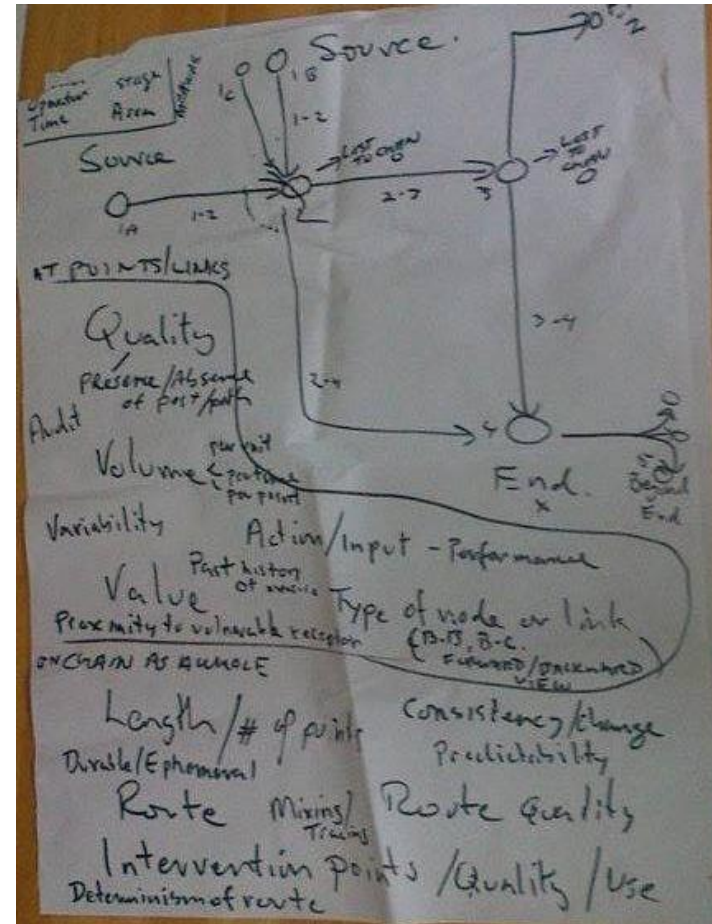 Source.
stage
Time
Source
1C
1B
1-2
LOST TO CHAIN
LOST TO CHAIN
1A
1-2
2-3
3
AT POINTS/LINKS
3-4
Quality
Presence/Absence
of post/path
2-4
4
Audit
Volume
per unit
per point
End.
x
5
Beyond
End
Variability
Action/Input - Performance
Past history
Value
Type of node or link
Proximity to vulnerable receptor
(B-B, B-C.
FORWARD/BACKWARD
VIEW
ON CHAIN AS A WHOLE
Length/# of points
Consistency/Change
Durable/Ephemeral
Predictability
Route
Mixing/
Route Quality
Intervention points /Quality/Use
Determinism of route